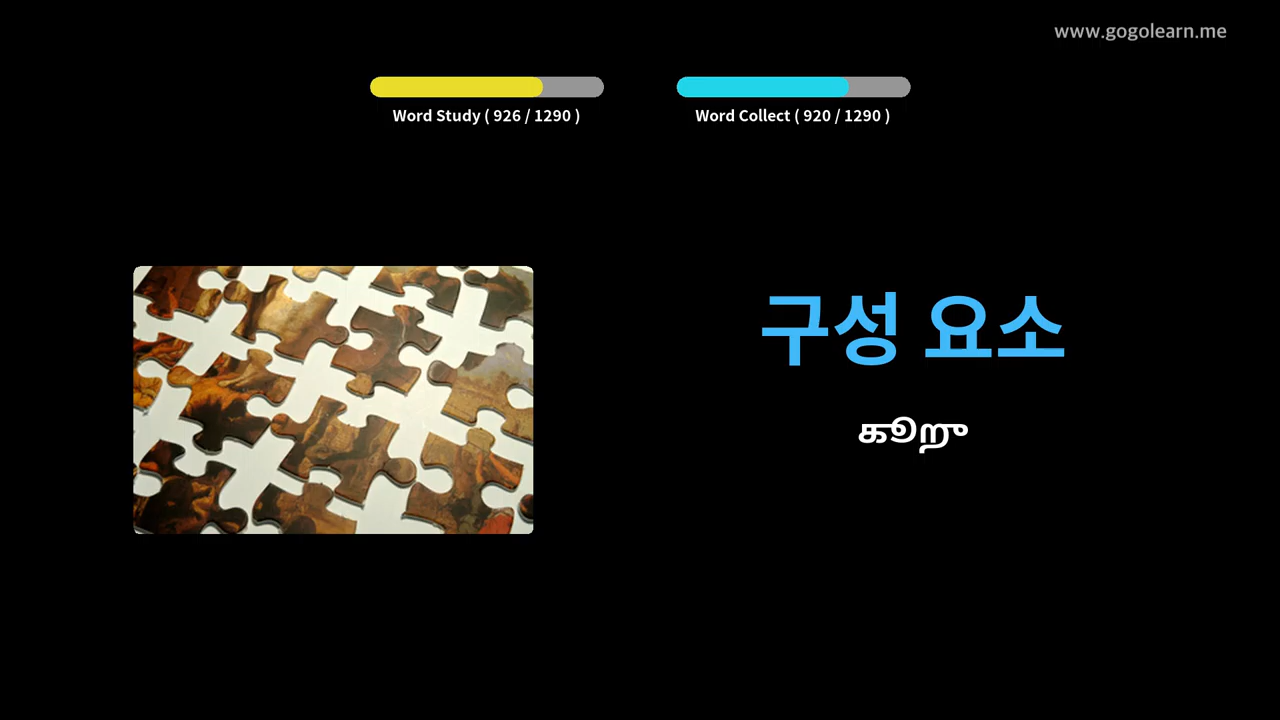 www.gogolearn.me
Word Study ( 926 / 1290 )
Word Collect ( 920 / 1290 )
구성 요소
கூறு